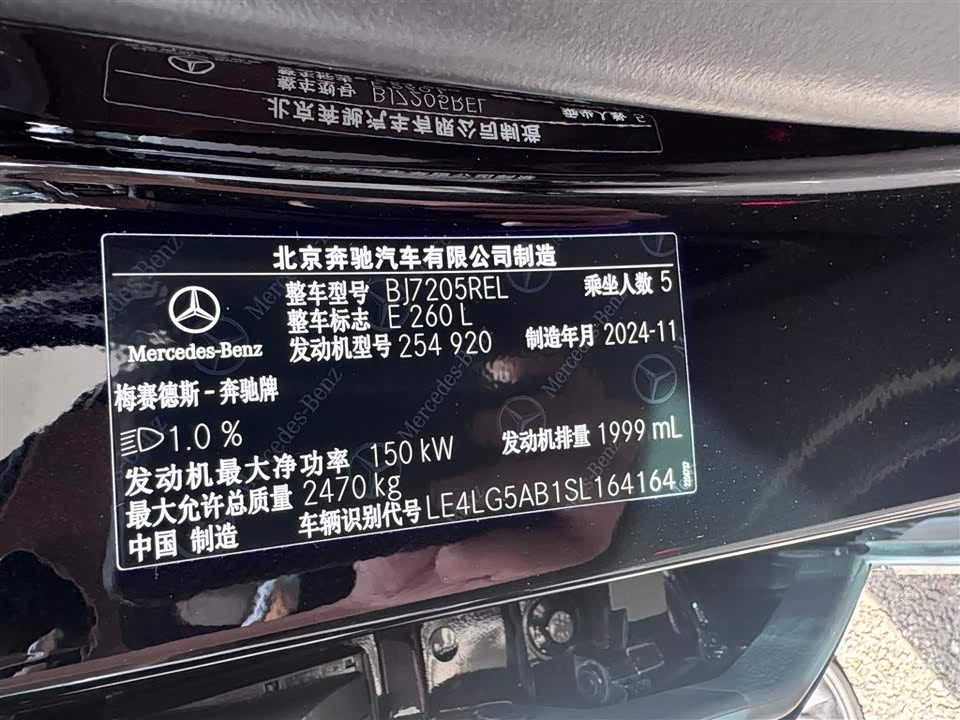 北京奔驰汽车有限公司制造
整车型号 BJ7205REL 乘坐人数 5
整车标志 E 260 L
发动机型号 254 920 制造年月 2024-11
Mercedes-Benz
梅赛德斯－奔驰牌
1.0 %
发动机最大净功率 150 kW 发动机排量 1999 mL
最大允许总质量 2470 kg
车辆识别代号 LE4LG5AB1SL164164
中国 制造